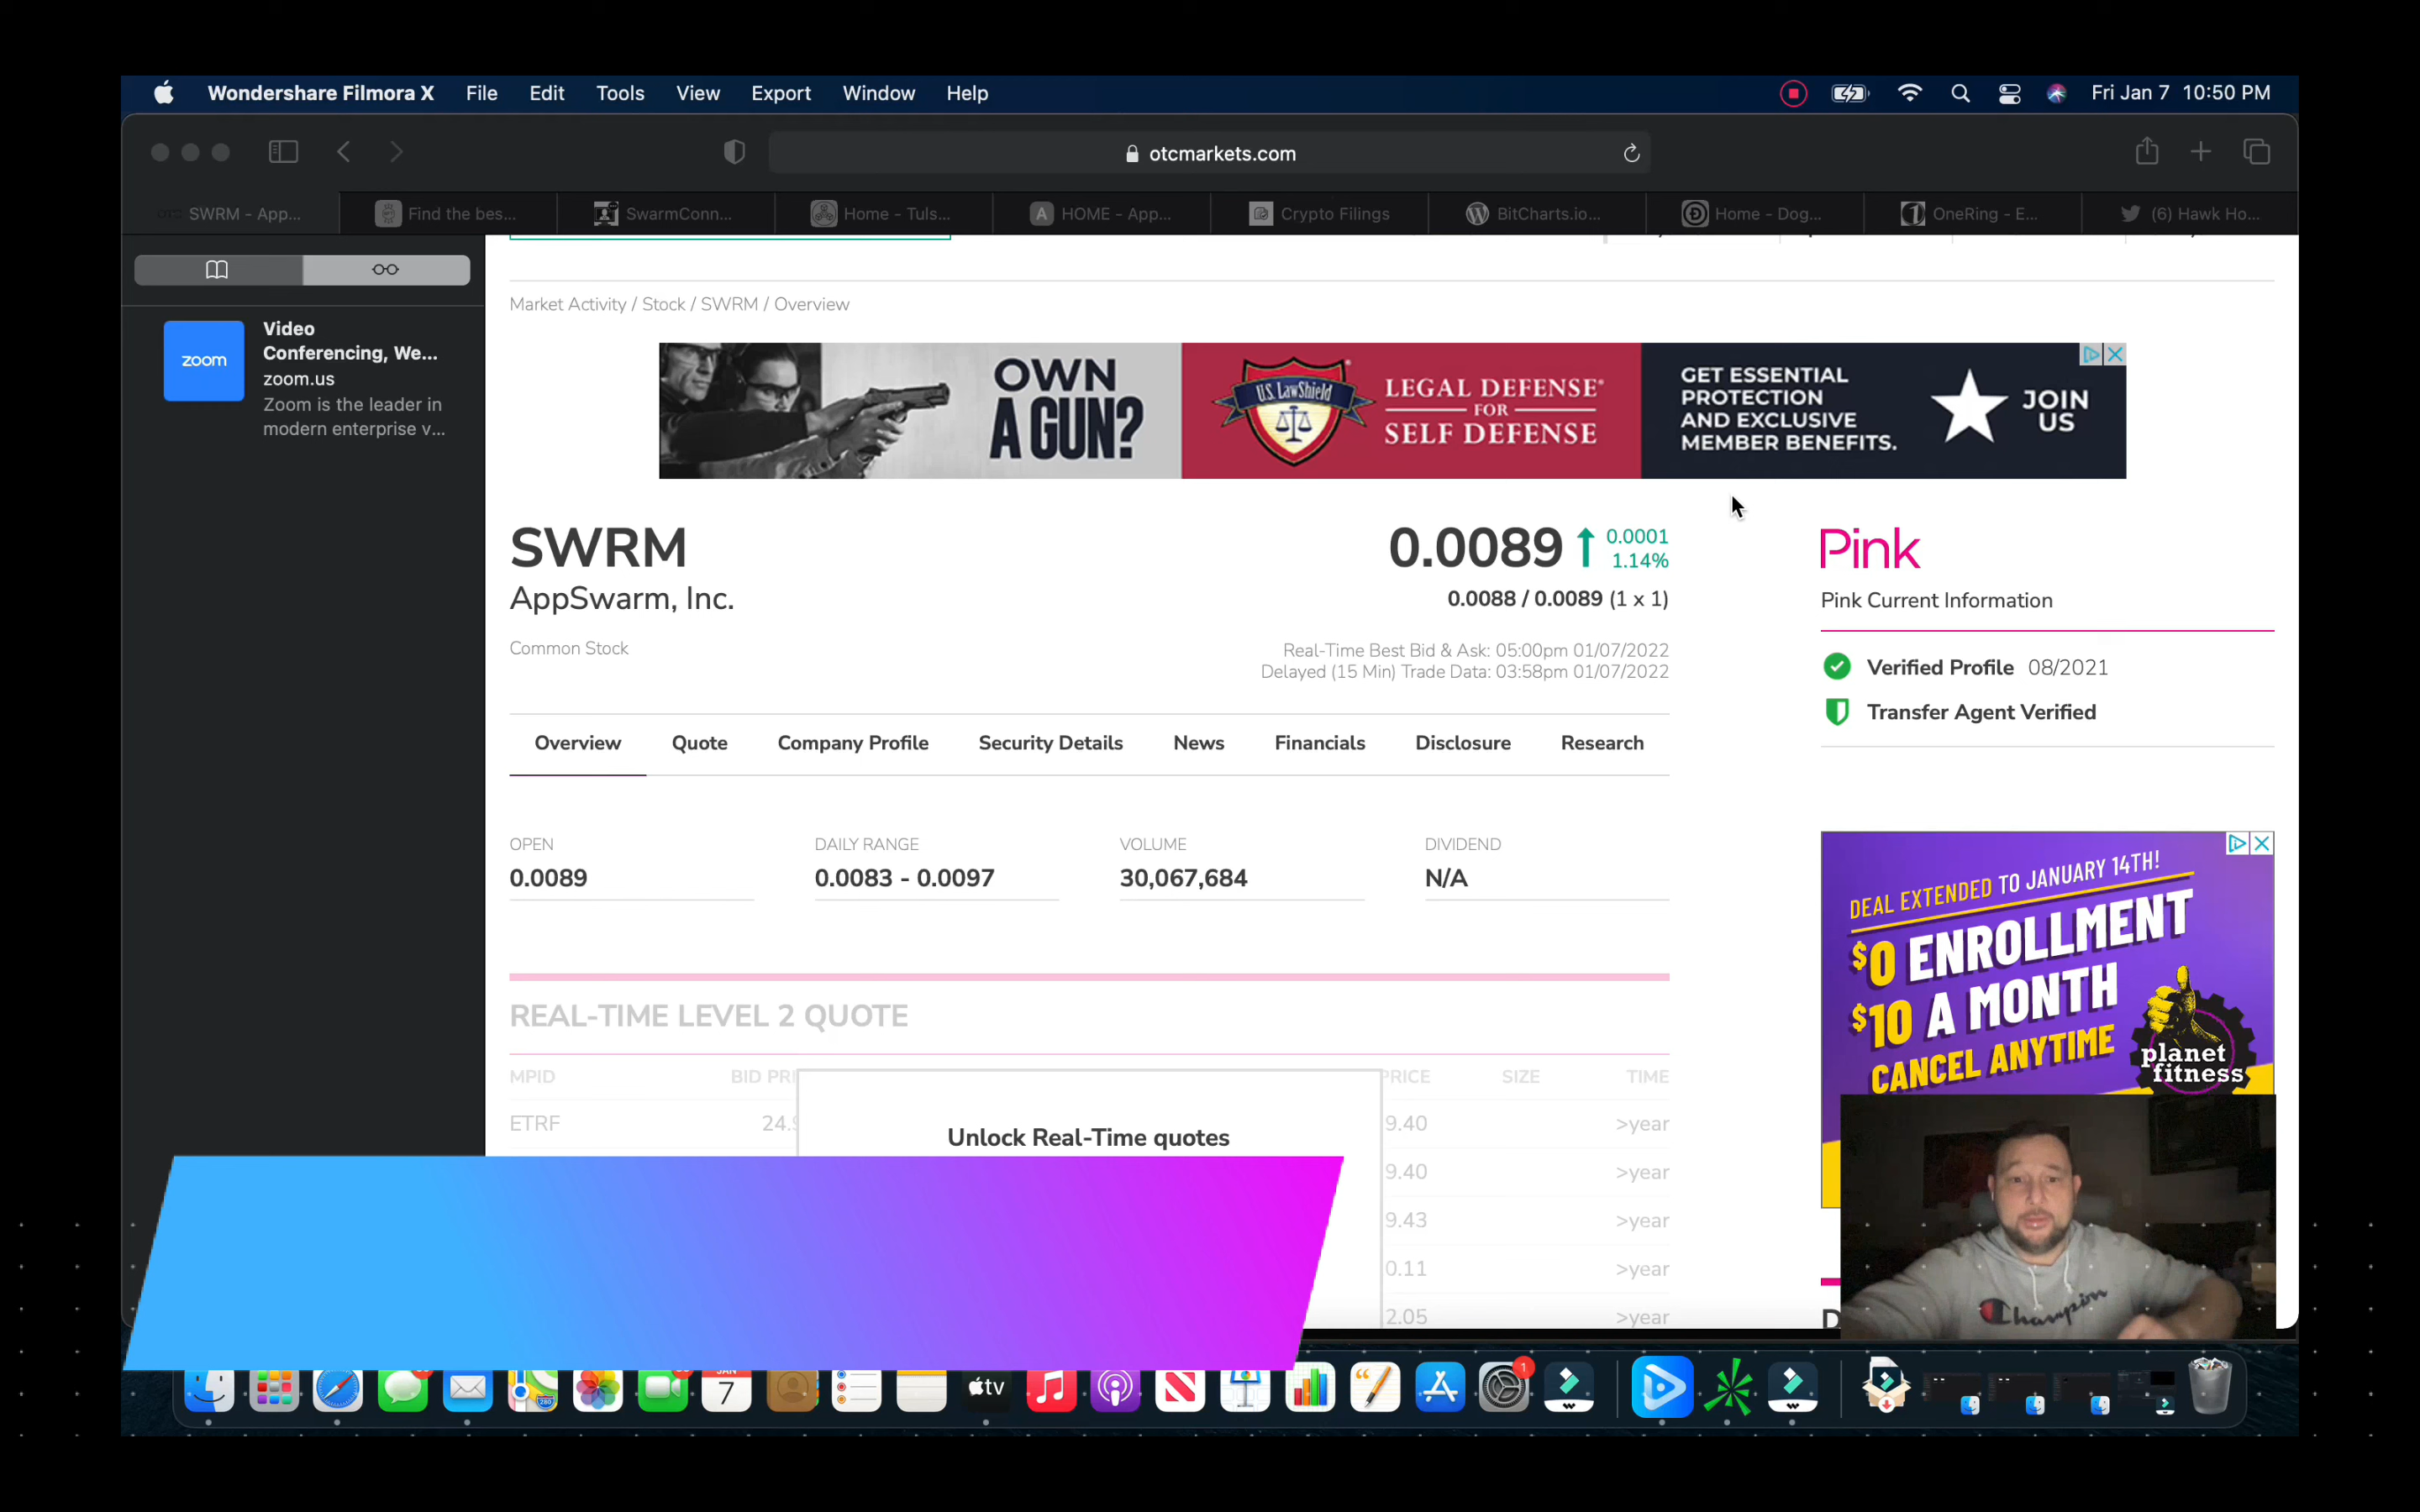 Wondershare Filmora X File Edit Tools View Export Window Help
Fri Jan 7 10:50 PM
otcmarkets.com
SWRM - App...
Find the bes...
SwarmConn...
Home - Tuls...
HOME - App...
Crypto Filings
BitCharts.io...
Home - Dog...
OneRing - E...
(6) Hawk Ho...
zoom
Video
Conferencing, We...
zoom.us
Zoom is the leader in
modern enterprise v...
Market Activity / Stock / SWRM / Overview
OWN
A GUN?
U.S. LawShield
LEGAL DEFENSE
FOR
SELF DEFENSE
GET ESSENTIAL
PROTECTION
AND EXCLUSIVE
MEMBER BENEFITS.
JOIN
US
SWRM
AppSwarm, Inc.
Common Stock
0.0089
0.0001
1.14%
0.0088 / 0.0089 (1 x 1)
Real-Time Best Bid & Ask: 05:00pm 01/07/2022
Delayed (15 Min) Trade Data: 03:58pm 01/07/2022
Pink
Pink Current Information
Verified Profile 08/2021
Transfer Agent Verified
Overview Quote Company Profile Security Details News Financials Disclosure Research
OPEN
0.0089
DAILY RANGE
0.0083 - 0.0097
VOLUME
30,067,684
DIVIDEND
N/A
REAL-TIME LEVEL 2 QUOTE
MPID BID PRI PRICE SIZE TIME
ETRF 24.9 9.40 >year
9.40 >year
9.43 >year
0.11 >year
2.05 >year
Unlock Real-Time quotes
DEAL EXTENDED TO JANUARY 14TH!
$0 ENROLLMENT
$10 A MONTH
CANCEL ANYTIME
planet
fitness
Champion
D
JAN
7
tv
1